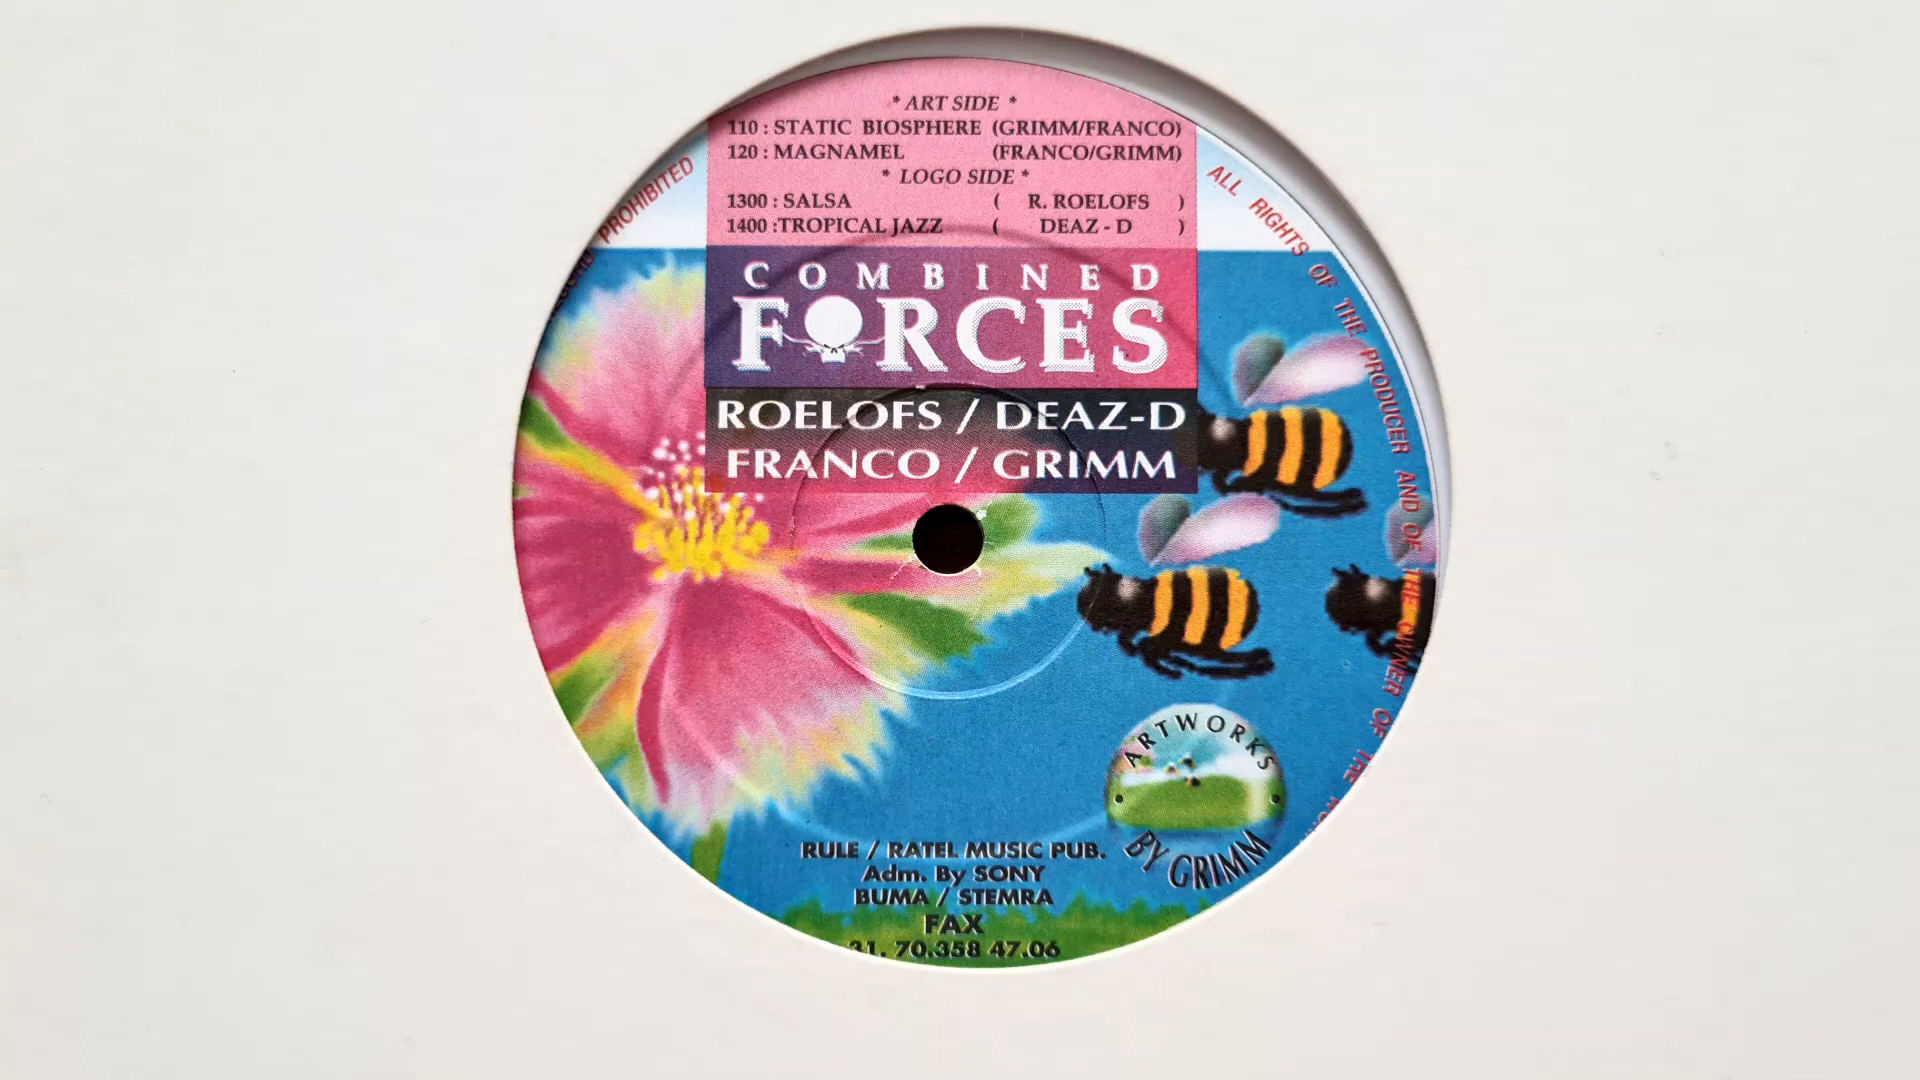 * ART SIDE *
110 : STATIC BIOSPHERE (GRIMM/FRANCO)
120 : MAGNAMEL (FRANCO/GRIMM)
* LOGO SIDE *
1300 : SALSA ( R. ROELOFS )
1400 :TROPICAL JAZZ ( DEAZ - D )
COMBINED
FORCES
ROELOFS / DEAZ-D
FRANCO / GRIMM
PROHIBITED
ALL RIGHTS OF THE PRODUCER AND OF THE OWNER OF THE
ARTWORKS
BY GRIMM
RULE / RATEL MUSIC PUB.
Adm. By SONY
BUMA / STEMRA
FAX
31. 70.358 47.06